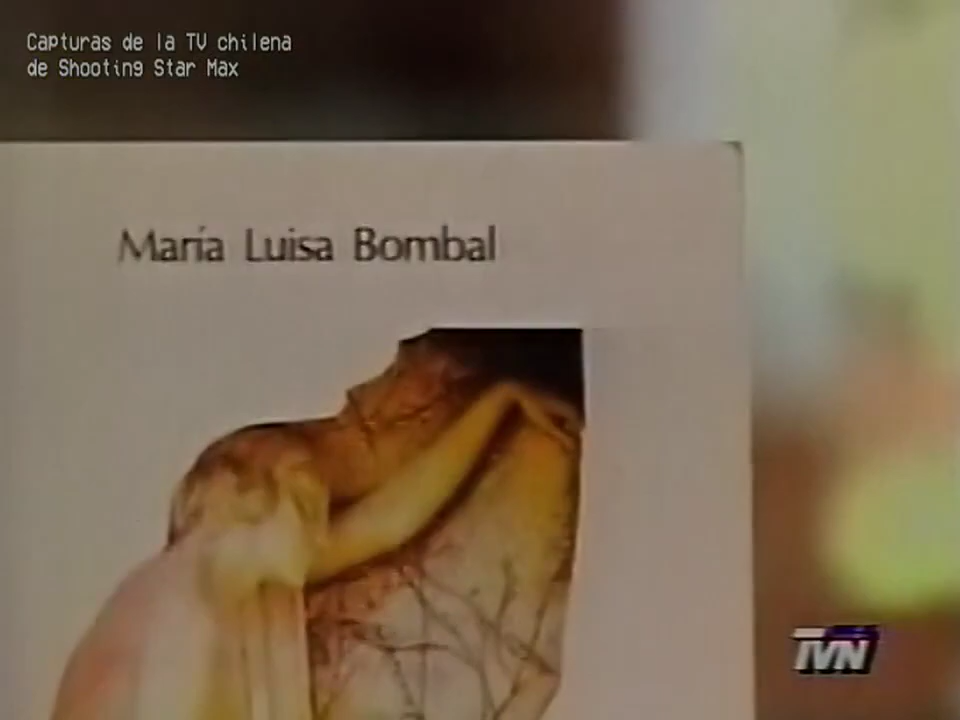 Capturas de la TV chilena
de Shooting Star Max
María Luisa Bombal
TVN